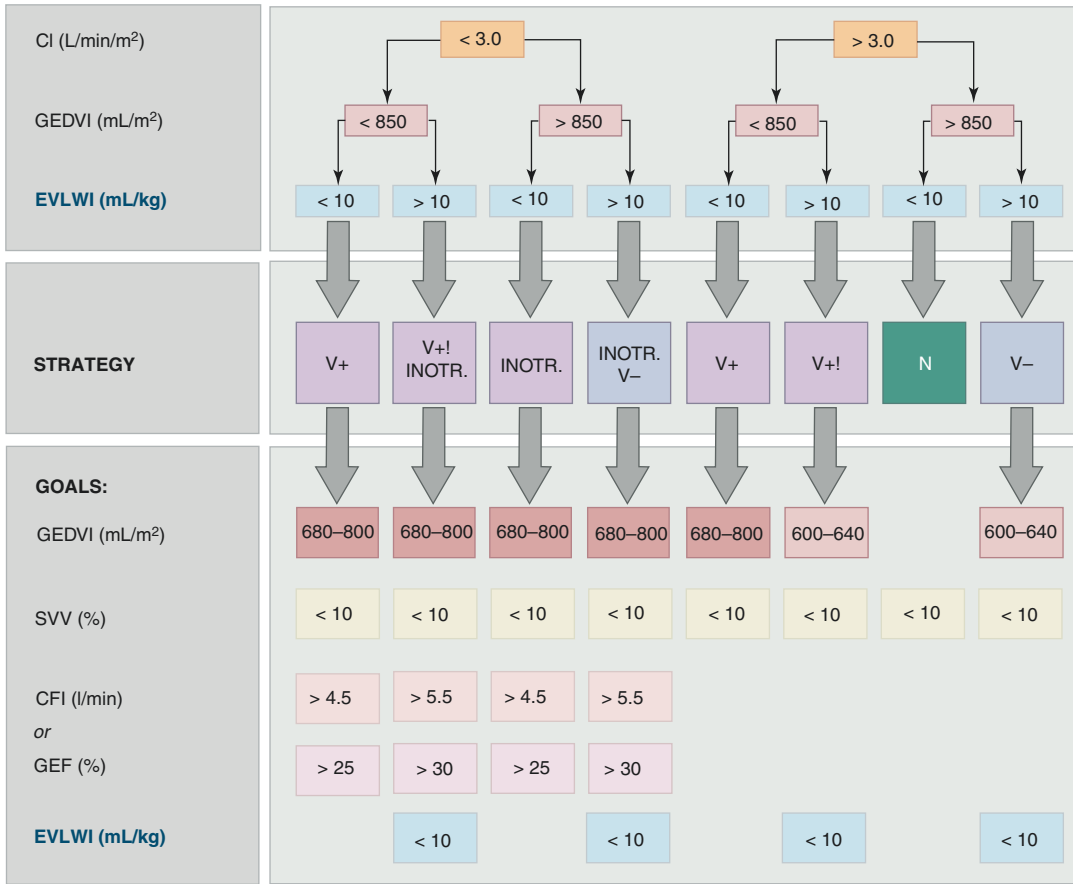 CI (L/min/m²)
< 3.0
> 3.0
GEDVI (mL/m²)
< 850
> 850
< 850
> 850
EVLWI (mL/kg)
< 10
> 10
< 10
> 10
< 10
> 10
< 10
> 10
STRATEGY
V+
V+!
INOTR.
INOTR.
INOTR.
V–
V+
V+!
N
V–
GOALS:
GEDVI (mL/m²)
680–800
680–800
680–800
680–800
680–800
600–640
600–640
SVV (%)
< 10
< 10
< 10
< 10
< 10
< 10
< 10
< 10
CFI (l/min)
> 4.5
> 5.5
> 4.5
> 5.5
or
GEF (%)
> 25
> 30
> 25
> 30
EVLWI (mL/kg)
< 10
< 10
< 10
< 10